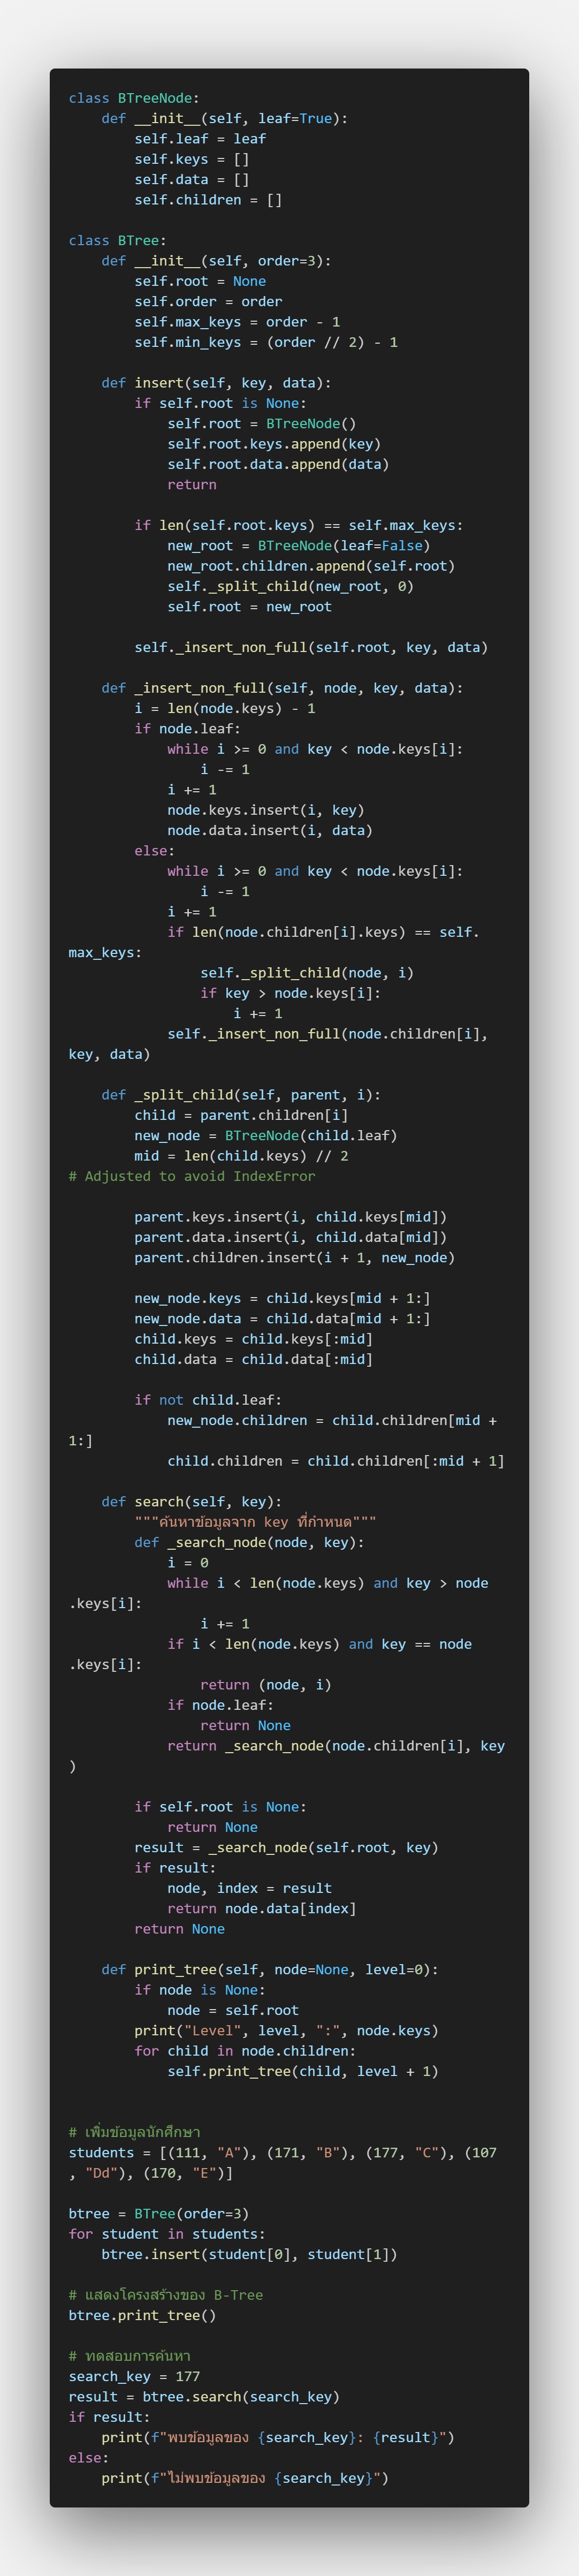 class BTreeNode:
    def __init__(self, leaf=True):
        self.leaf = leaf
        self.keys = []
        self.data = []
        self.children = []

class BTree:
    def __init__(self, order=3):
        self.root = None
        self.order = order
        self.max_keys = order - 1
        self.min_keys = (order // 2) - 1

    def insert(self, key, data):
        if self.root is None:
            self.root = BTreeNode()
            self.root.keys.append(key)
            self.root.data.append(data)
            return

        if len(self.root.keys) == self.max_keys:
            new_root = BTreeNode(leaf=False)
            new_root.children.append(self.root)
            self._split_child(new_root, 0)
            self.root = new_root

        self._insert_non_full(self.root, key, data)

    def _insert_non_full(self, node, key, data):
        i = len(node.keys) - 1
        if node.leaf:
            while i >= 0 and key < node.keys[i]:
                i -= 1
            i += 1
            node.keys.insert(i, key)
            node.data.insert(i, data)
        else:
            while i >= 0 and key < node.keys[i]:
                i -= 1
            i += 1
            if len(node.children[i].keys) == self.
max_keys:
                self._split_child(node, i)
                if key > node.keys[i]:
                    i += 1
            self._insert_non_full(node.children[i],
key, data)

    def _split_child(self, parent, i):
        child = parent.children[i]
        new_node = BTreeNode(child.leaf)
        mid = len(child.keys) // 2
# Adjusted to avoid IndexError

        parent.keys.insert(i, child.keys[mid])
        parent.data.insert(i, child.data[mid])
        parent.children.insert(i + 1, new_node)

        new_node.keys = child.keys[mid + 1:]
        new_node.data = child.data[mid + 1:]
        child.keys = child.keys[:mid]
        child.data = child.data[:mid]

        if not child.leaf:
            new_node.children = child.children[mid +
1:]
            child.children = child.children[:mid + 1]

    def search(self, key):
        """ค้นหาข้อมูลจาก key ที่กำหนด"""
        def _search_node(node, key):
            i = 0
            while i < len(node.keys) and key > node
.keys[i]:
                i += 1
            if i < len(node.keys) and key == node
.keys[i]:
                return (node, i)
            if node.leaf:
                return None
            return _search_node(node.children[i], key
)

        if self.root is None:
            return None
        result = _search_node(self.root, key)
        if result:
            node, index = result
            return node.data[index]
        return None

    def print_tree(self, node=None, level=0):
        if node is None:
            node = self.root
        print("Level", level, ":", node.keys)
        for child in node.children:
            self.print_tree(child, level + 1)


# เพิ่มข้อมูลนักศึกษา
students = [(111, "A"), (171, "B"), (177, "C"), (107
, "Dd"), (170, "E")]

btree = BTree(order=3)
for student in students:
    btree.insert(student[0], student[1])

# แสดงโครงสร้างของ B-Tree
btree.print_tree()

# ทดสอบการค้นหา
search_key = 177
result = btree.search(search_key)
if result:
    print(f"พบข้อมูลของ {search_key}: {result}")
else:
    print(f"ไม่พบข้อมูลของ {search_key}")